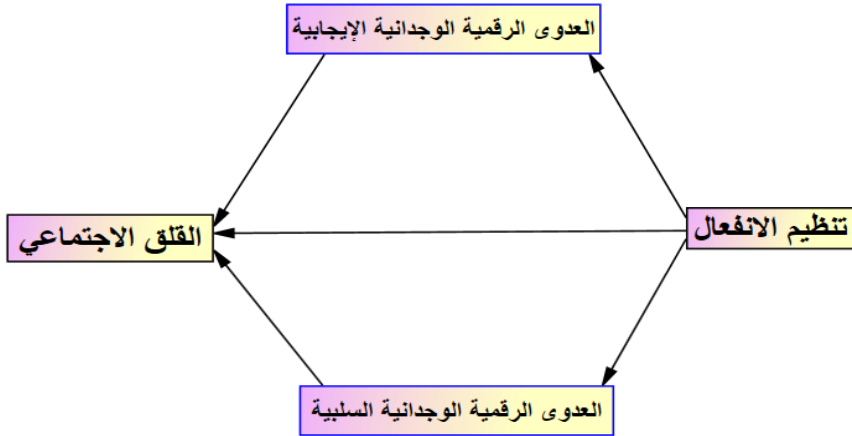 العدوى الرقمية الوجدانية الإيجابية
تنظيم الانفعال
القلق الاجتماعي
العدوى الرقمية الوجدانية السلبية